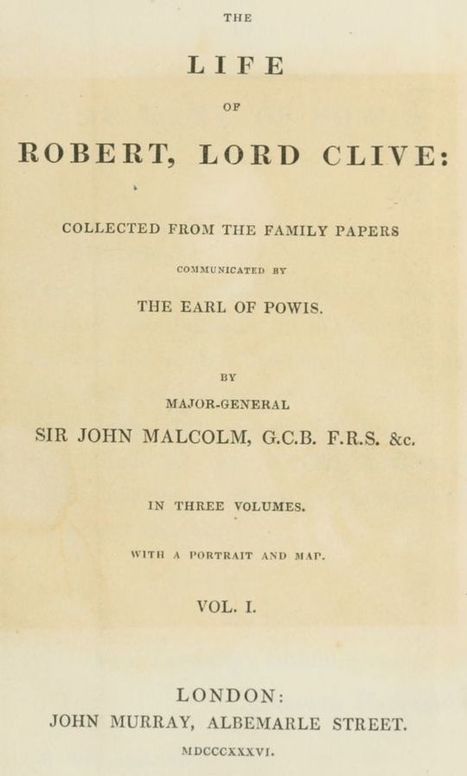 THE
LIFE
OF
ROBERT, LORD CLIVE:
COLLECTED FROM THE FAMILY PAPERS
COMMUNICATED BY
THE EARL OF POWIS.
BY
MAJOR-GENERAL
SIR JOHN MALCOLM, G.C.B. F.R.S. &c.
IN THREE VOLUMES.
WITH A PORTRAIT AND MAP.
VOL. I.
LONDON:
JOHN MURRAY, ALBEMARLE STREET.
MDCCCXXXVI.